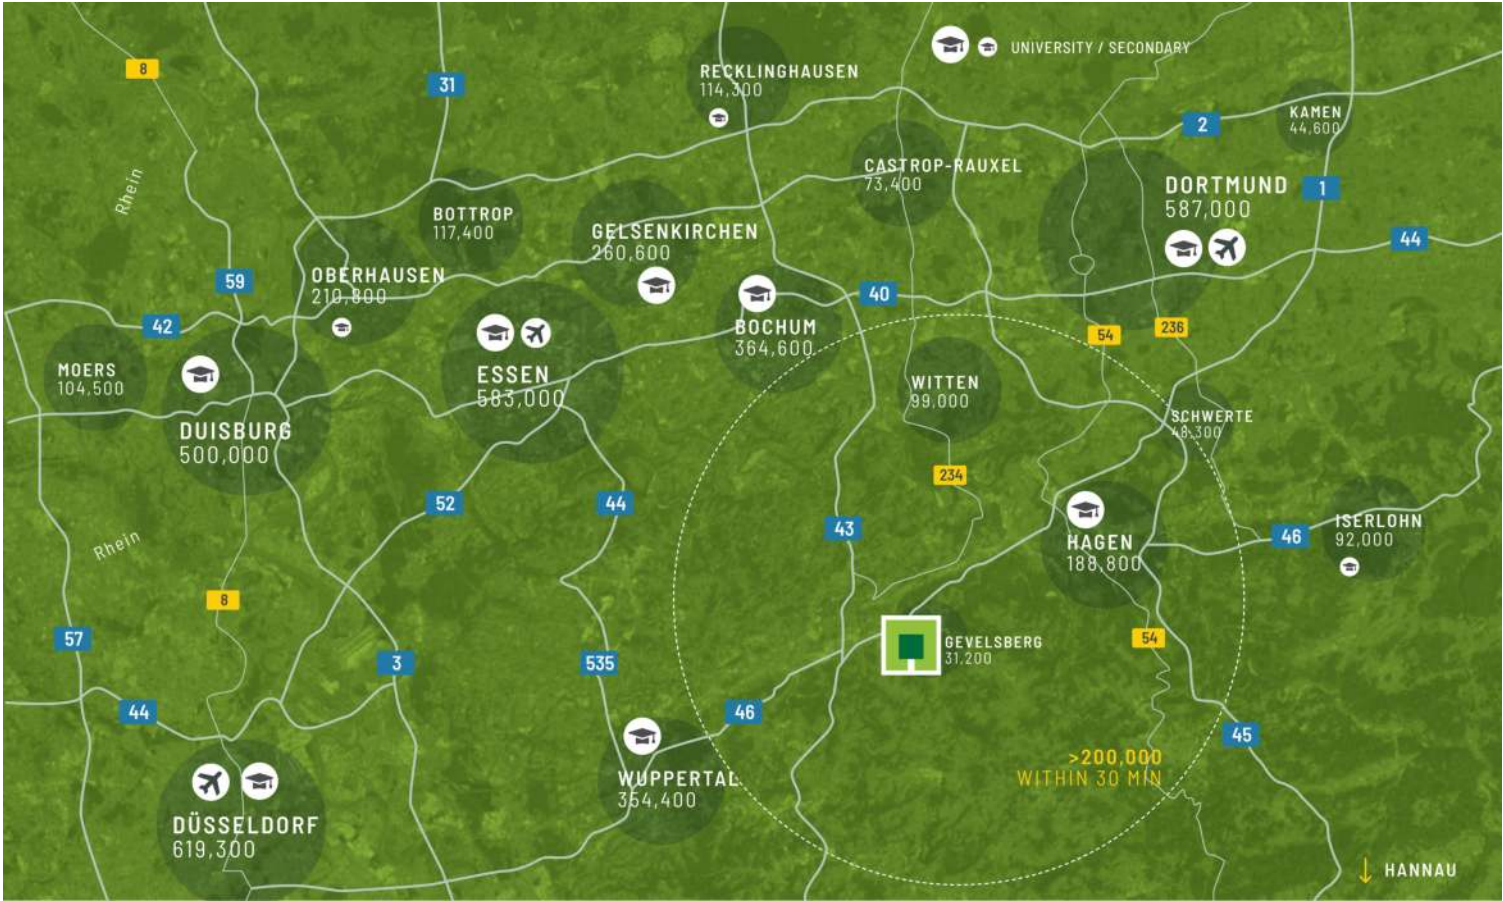 UNIVERSITY / SECONDARY
8
31
RECKLINGHAUSEN
114,300
2
KAMEN
44,600
Rhein
CASTROP-RAUXEL
73,400
DORTMUND
587,000
1
BOTTROP
117,400
GELSENKIRCHEN
260,600
44
OBERHAUSEN
210,800
59
40
42
BOCHUM
364,600
54
236
MOERS
104,500
ESSEN
583,000
WITTEN
99,000
SCHWERTE
48,300
DUISBURG
500,000
234
52
44
43
HAGEN
188,800
46
ISERLOHN
92,000
Rhein
8
57
3
535
GEVELSBERG
31,200
54
44
46
45
>200,000
WITHIN 30 MIN
WUPPERTAL
354,400
DÜSSELDORF
619,300
HANNAU